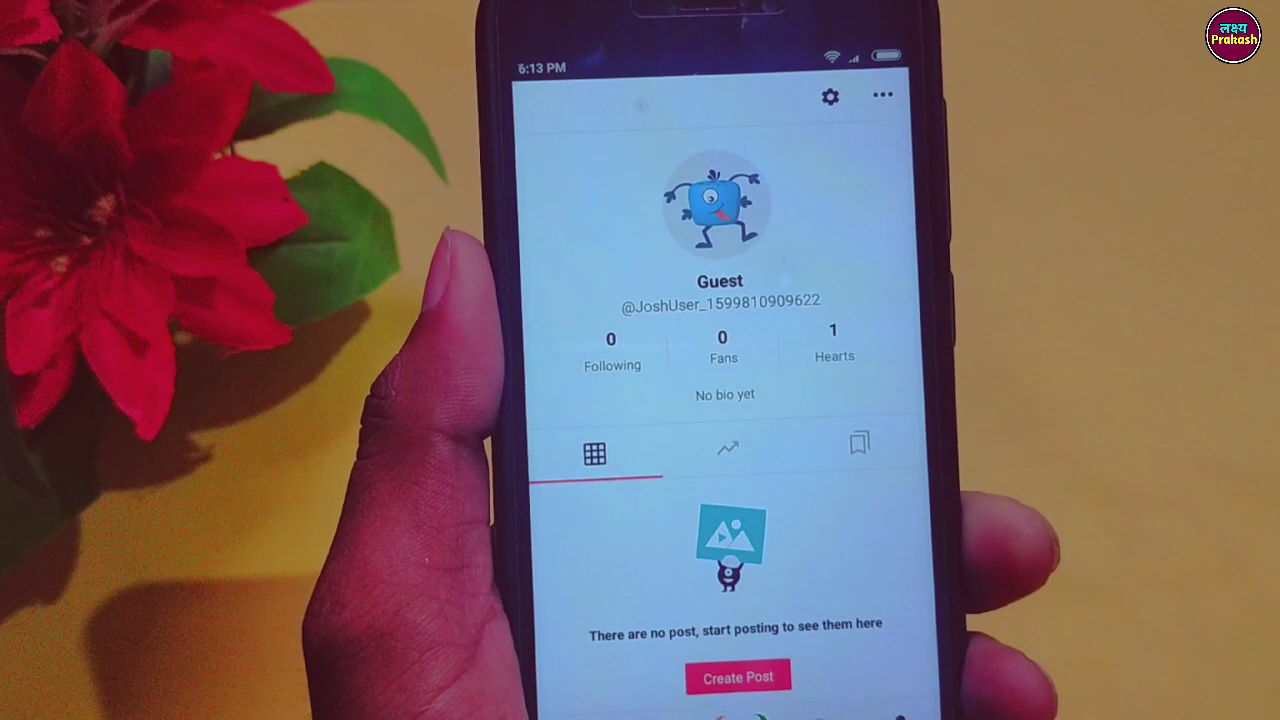 लक्ष्य
Prakash
6:13 PM
Guest
@JoshUser_1599810909622
0 0 1
Following Fans Hearts
No bio yet
There are no post, start posting to see them here
Create Post